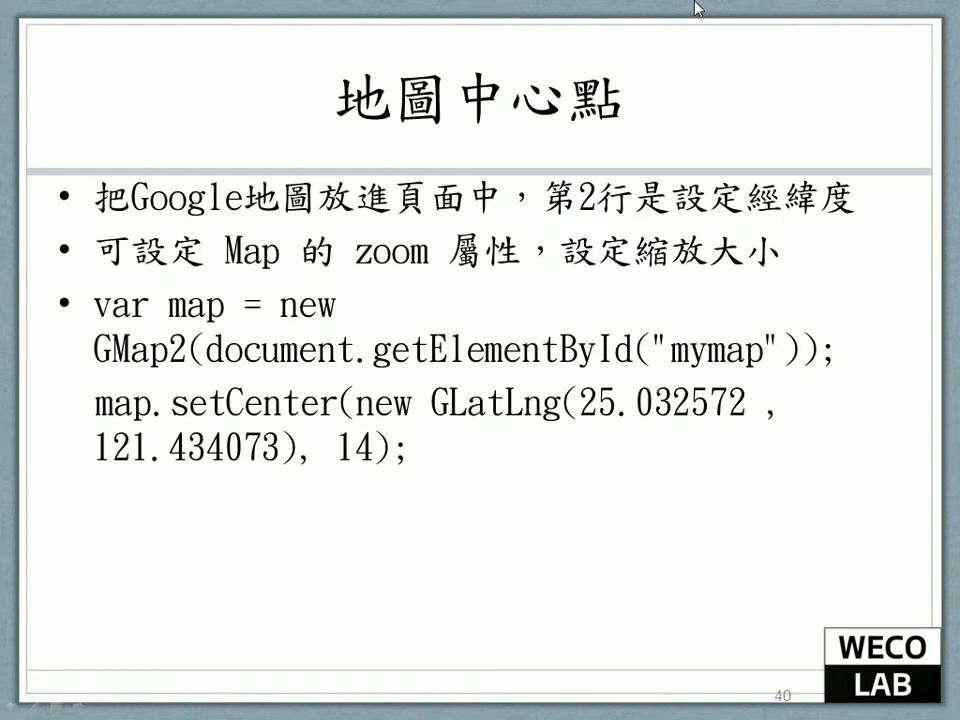 地圖中心點
• 把Google地圖放進頁面中，第2行是設定經緯度
• 可設定 Map 的 zoom 屬性，設定縮放大小
• var map = new
GMap2(document.getElementById("mymap"));
map.setCenter(new GLatLng(25.032572 ,
121.434073), 14);
WECO
LAB
40